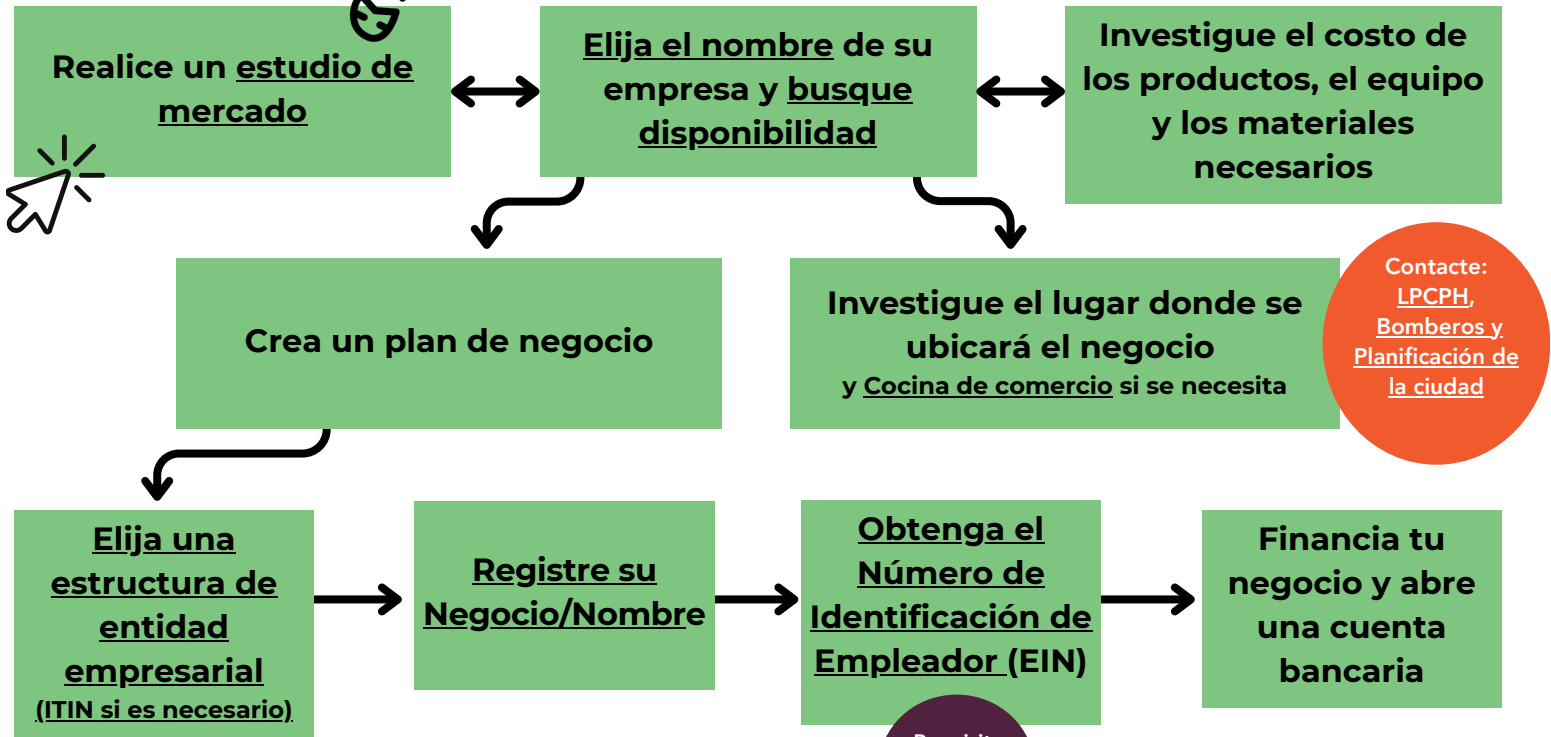 Realice un estudio de
mercado
Elija el nombre de su
empresa y busque
disponibilidad
Investigue el costo de
los productos, el equipo
y los materiales
necesarios
Crea un plan de negocio
Investigue el lugar donde se
ubicará el negocio
y Cocina de comercio si se necesita
Contacte:
LPCPH,
Bomberos y
Planificación de
la ciudad
Elija una
estructura de
entidad
empresarial
(ITIN si es necesario)
Registre su
Negocio/Nombre
Obtenga el
Número de
Identificación de
Empleador (EIN)
Financia tu
negocio y abre
una cuenta
bancaria